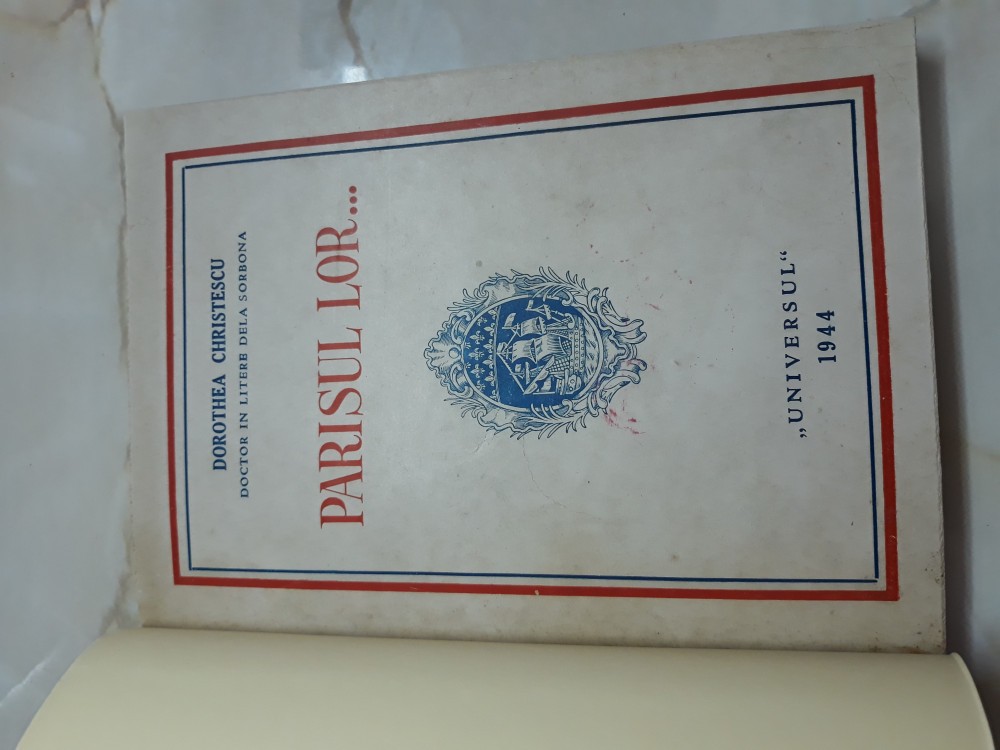 DOROTHEA CHRISTESCU
DOCTOR IN LITERE DELA SORBONA
PARISUL LOR...
„UNIVERSUL“
1944